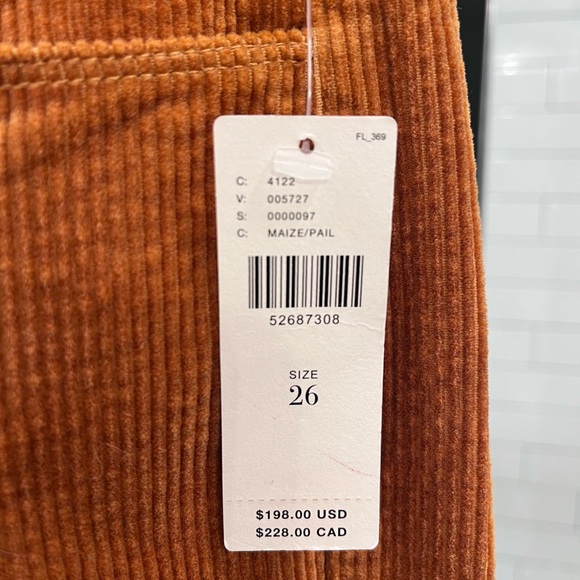 FL_369
C: 4122
V: 005727
S: 0000097
C: MAIZE/PAIL
52687308
SIZE
26
$198.00 USD
$228.00 CAD